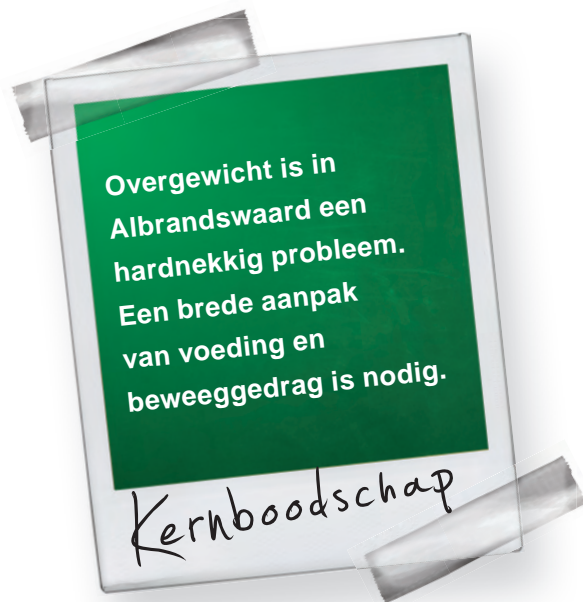 Overgewicht is in
Albrandswaard een
hardnekkig probleem.
Een brede aanpak
van voeding en
beweeggedrag is nodig.
Kernboodschap